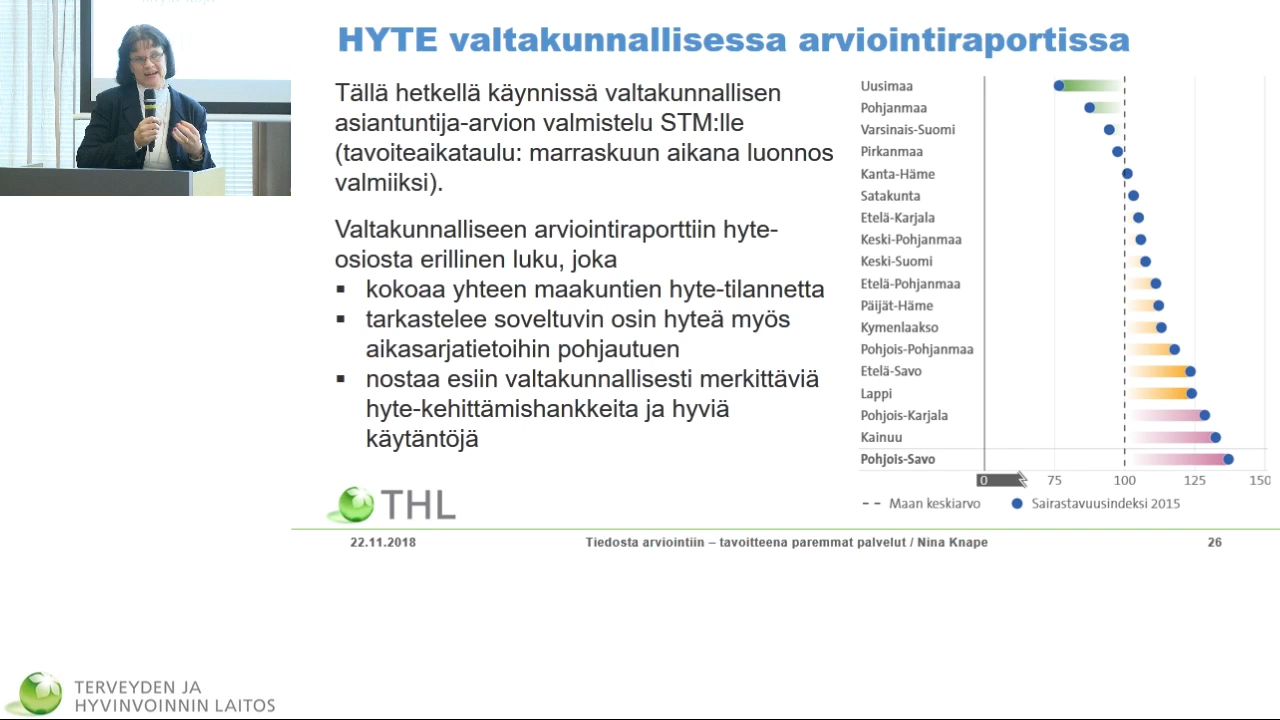 HYTE valtakunnallisessa arviointiraportissa
Tällä hetkellä käynnissä valtakunnallisen
asiantuntija-arvion valmistelu STM:lle
(tavoiteaikataulu: marraskuun aikana luonnos
valmiiksi).
Valtakunnalliseen arviointiraporttiin hyte-
osiosta erillinen luku, joka
▪ kokoaa yhteen maakuntien hyte-tilannetta
▪ tarkastelee soveltuvin osin hyteä myös
aikasarjatietoihin pohjautuen
▪ nostaa esiin valtakunnallisesti merkittäviä
hyte-kehittämishankkeita ja hyviä
käytäntöjä
Uusimaa
Pohjanmaa
Varsinais-Suomi
Pirkanmaa
Kanta-Häme
Satakunta
Etelä-Karjala
Keski-Pohjanmaa
Keski-Suomi
Etelä-Pohjanmaa
Päijät-Häme
Kymenlaakso
Pohjois-Pohjanmaa
Etelä-Savo
Lappi
Pohjois-Karjala
Kainuu
Pohjois-Savo
0 75 100 125 150
Maan keskiarvo Sairastavuusindeksi 2015
THL
22.11.2018 Tiedosta arviointiin – tavoitteena paremmat palvelut / Nina Knape 26
TERVEYDEN JA
HYVINVOINNIN LAITOS